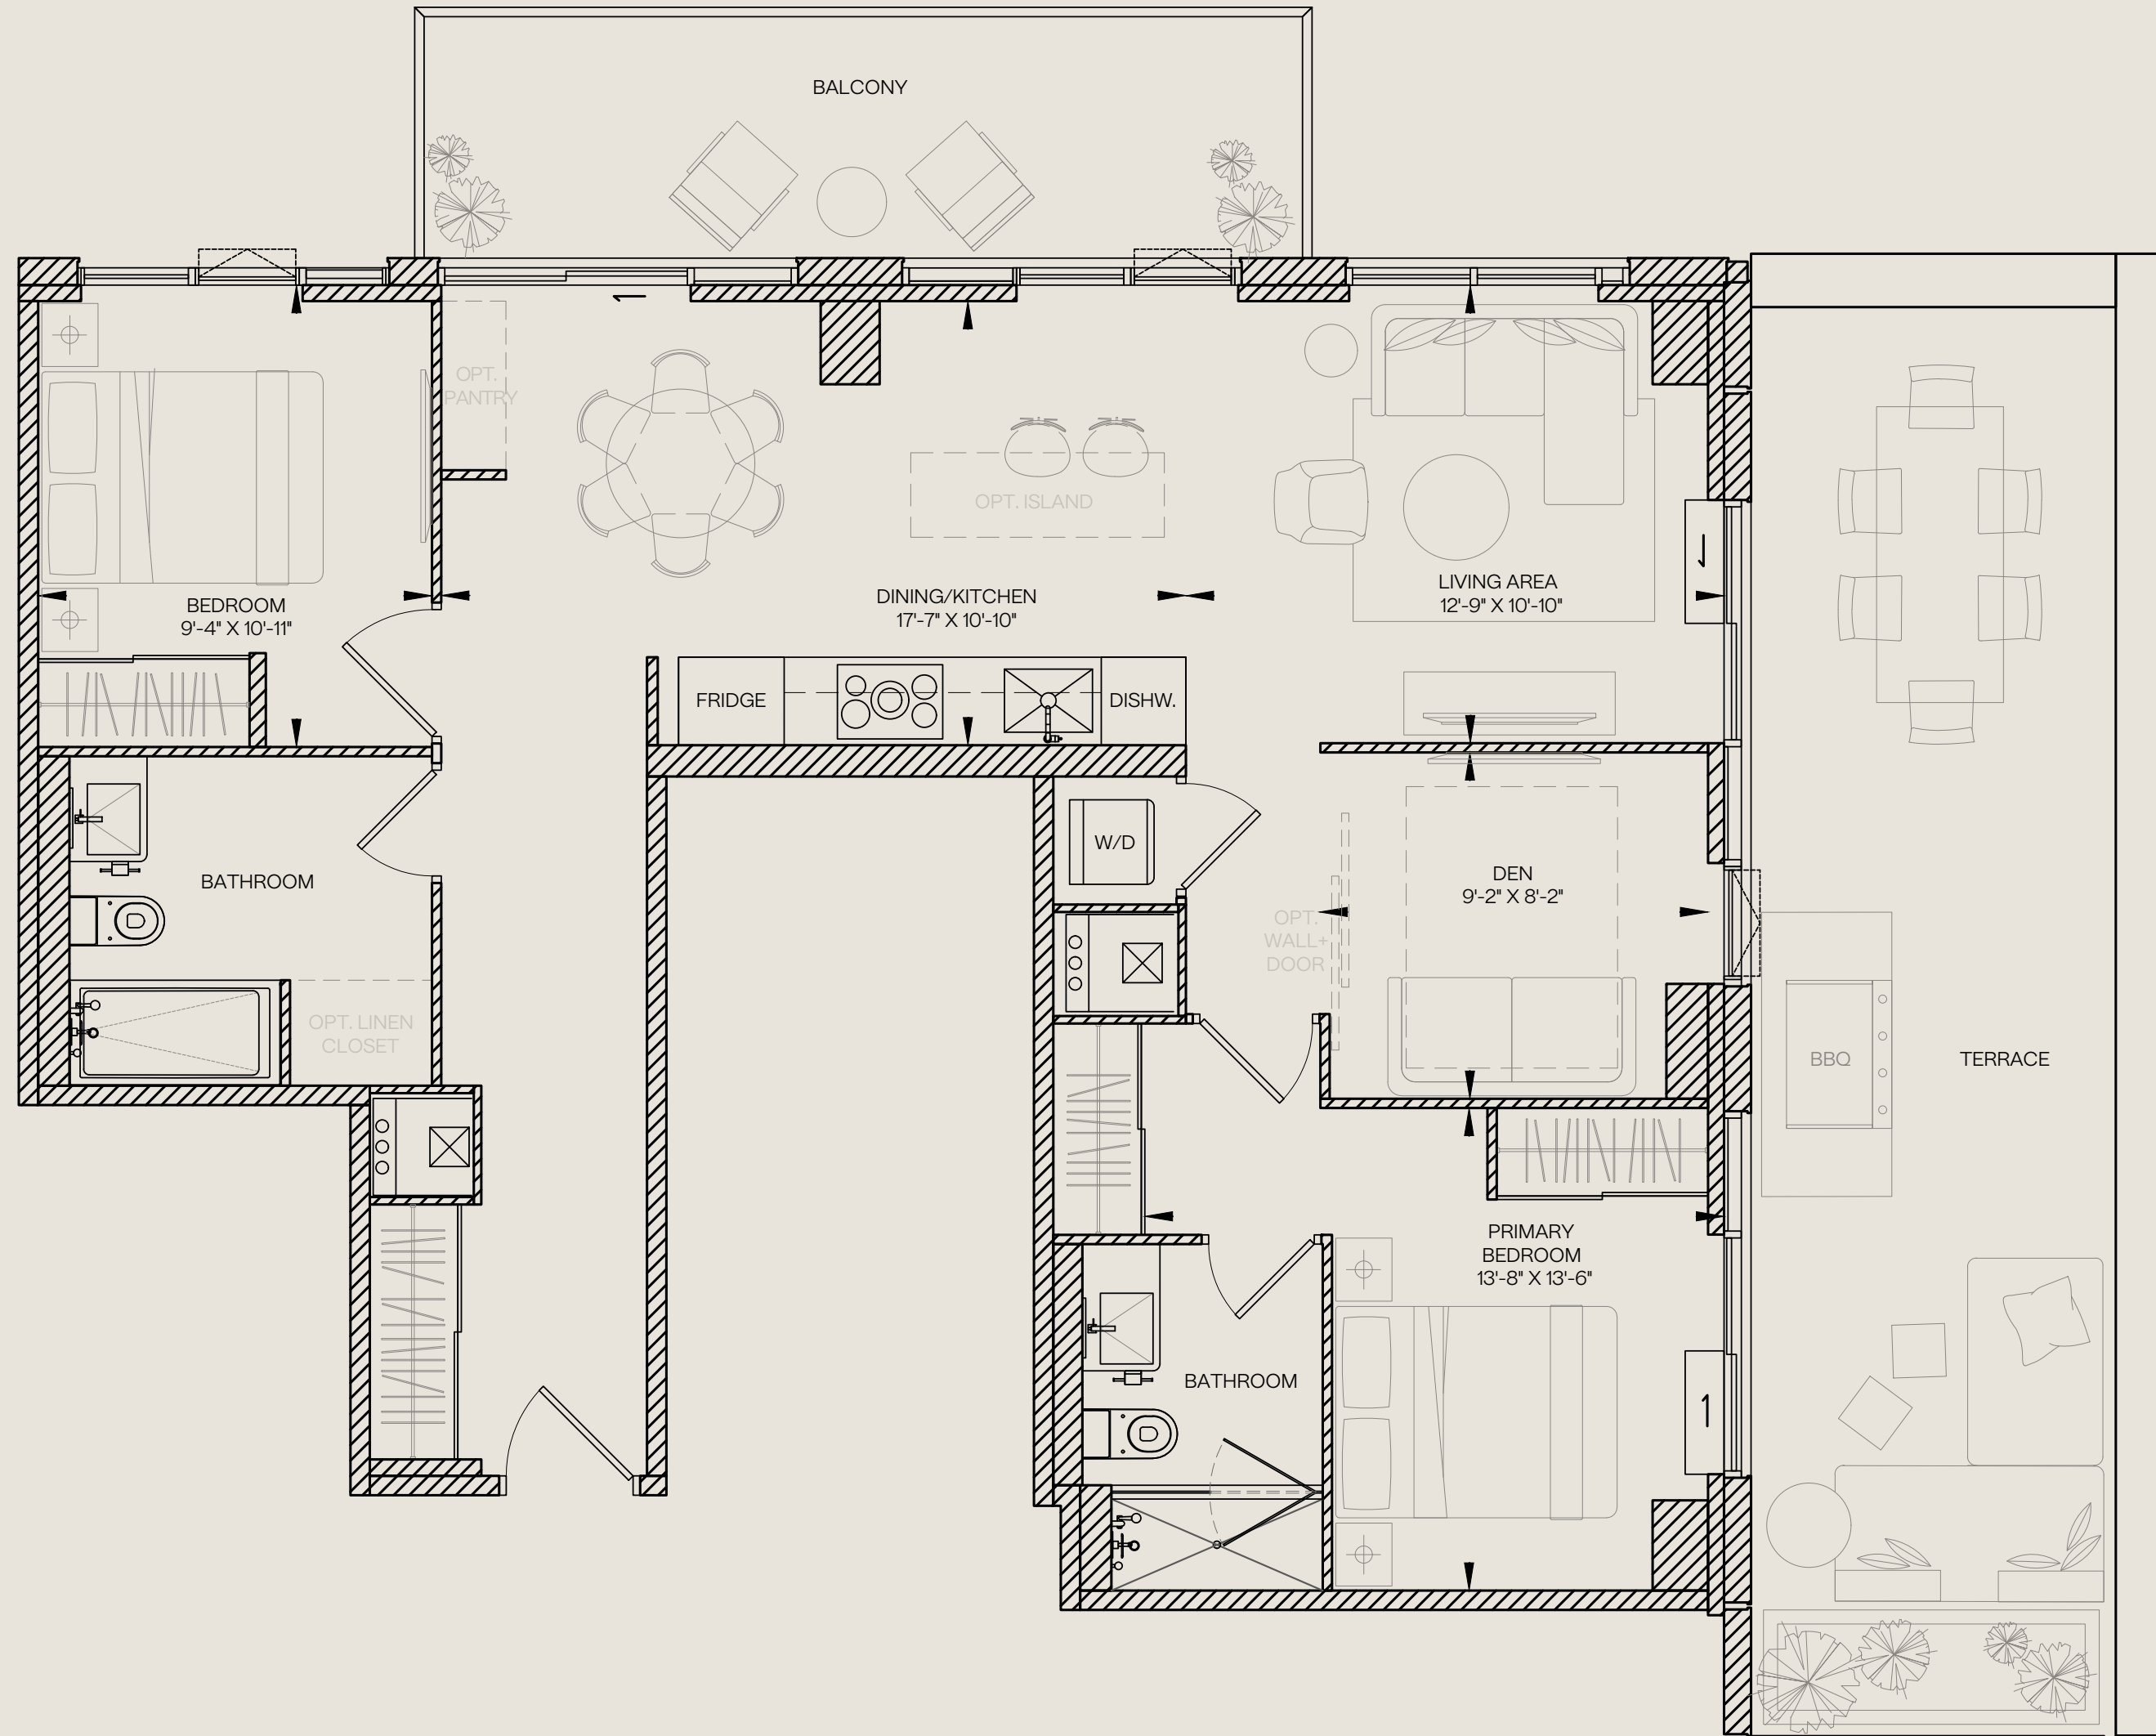 BALCONY
OPT.
PANTRY
OPT. ISLAND
BEDROOM
9'-4" X 10'-11"
DINING/KITCHEN
17'-7" X 10'-10"
LIVING AREA
12'-9" X 10'-10"
FRIDGE
DISHW.
W/D
BATHROOM
DEN
9'-2" X 8'-2"
OPT.
WALL+
DOOR
OPT. LINEN
CLOSET
BBQ
TERRACE
PRIMARY
BEDROOM
13'-8" X 13'-6"
BATHROOM